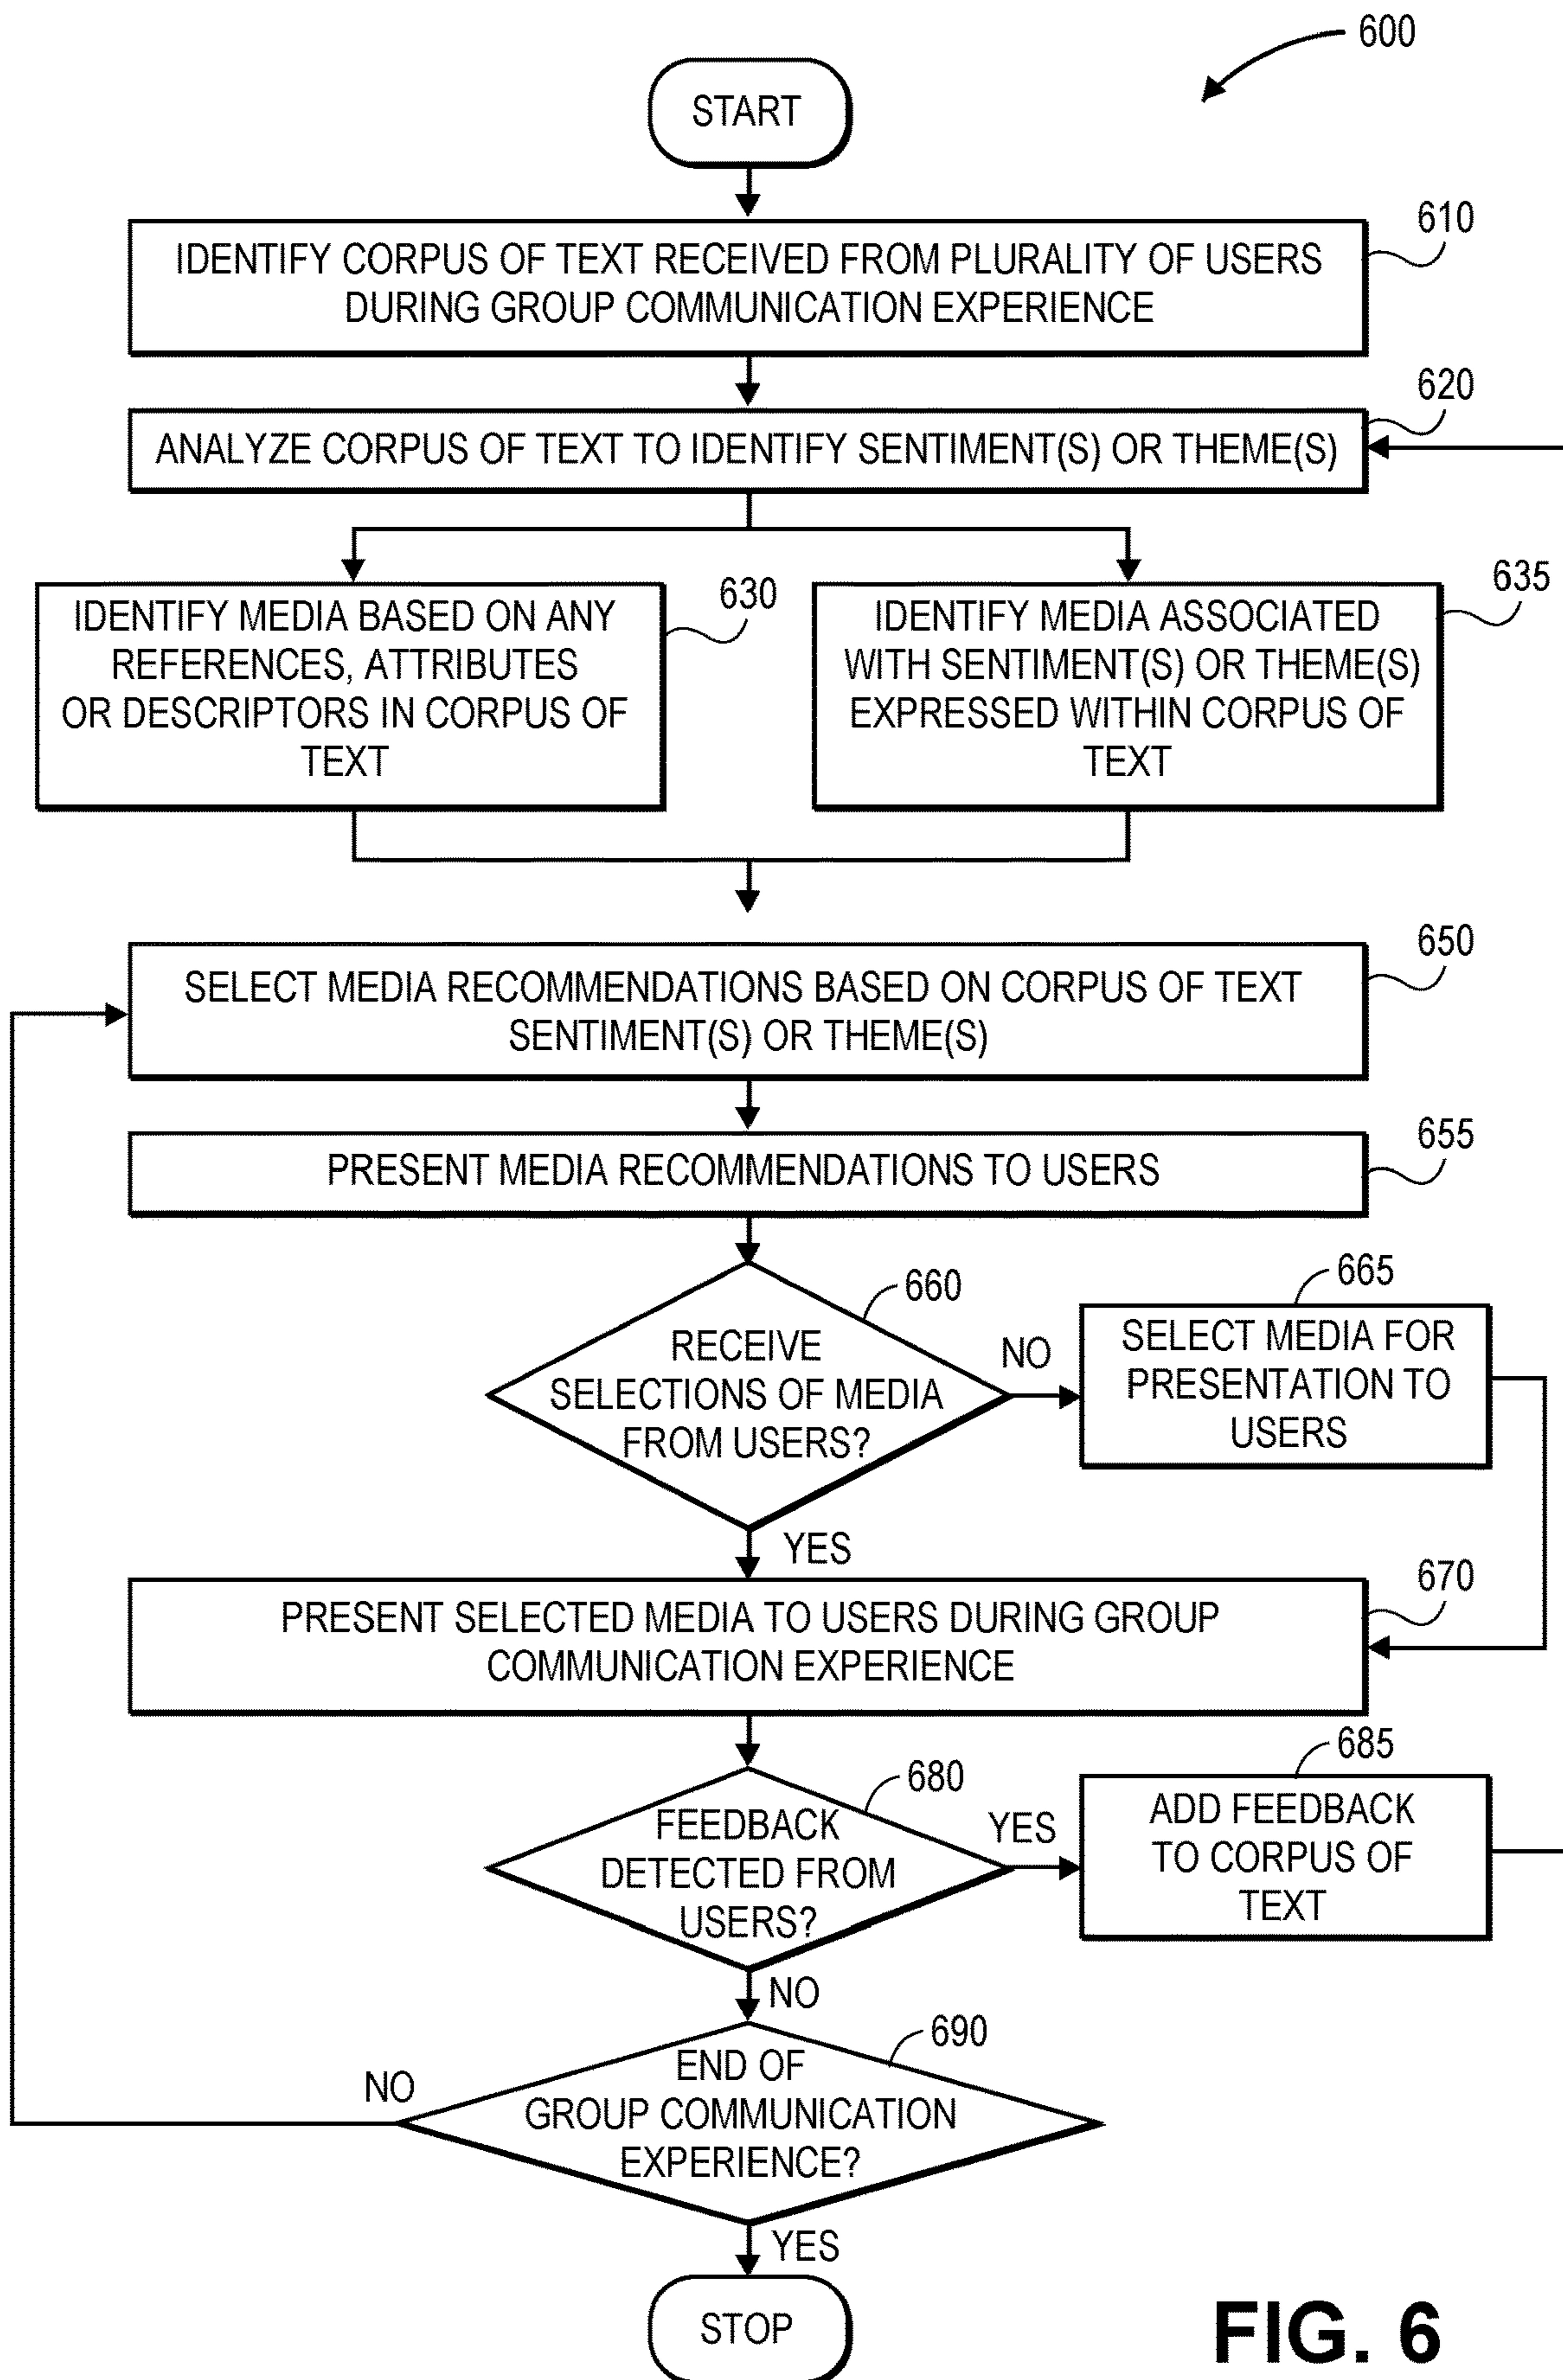 600
START
610
IDENTIFY CORPUS OF TEXT RECEIVED FROM PLURALITY OF USERS
DURING GROUP COMMUNICATION EXPERIENCE
620
ANALYZE CORPUS OF TEXT TO IDENTIFY SENTIMENT(S) OR THEME(S)
630
IDENTIFY MEDIA BASED ON ANY
REFERENCES, ATTRIBUTES
OR DESCRIPTORS IN CORPUS OF
TEXT
635
IDENTIFY MEDIA ASSOCIATED
WITH SENTIMENT(S) OR THEME(S)
EXPRESSED WITHIN CORPUS OF
TEXT
650
SELECT MEDIA RECOMMENDATIONS BASED ON CORPUS OF TEXT
SENTIMENT(S) OR THEME(S)
655
PRESENT MEDIA RECOMMENDATIONS TO USERS
660
RECEIVE
SELECTIONS OF MEDIA
FROM USERS?
NO
665
SELECT MEDIA FOR
PRESENTATION TO
USERS
YES
670
PRESENT SELECTED MEDIA TO USERS DURING GROUP
COMMUNICATION EXPERIENCE
680
FEEDBACK
DETECTED FROM
USERS?
YES
685
ADD FEEDBACK
TO CORPUS OF
TEXT
NO
690
END OF
GROUP COMMUNICATION
EXPERIENCE?
NO
YES
STOP
FIG. 6